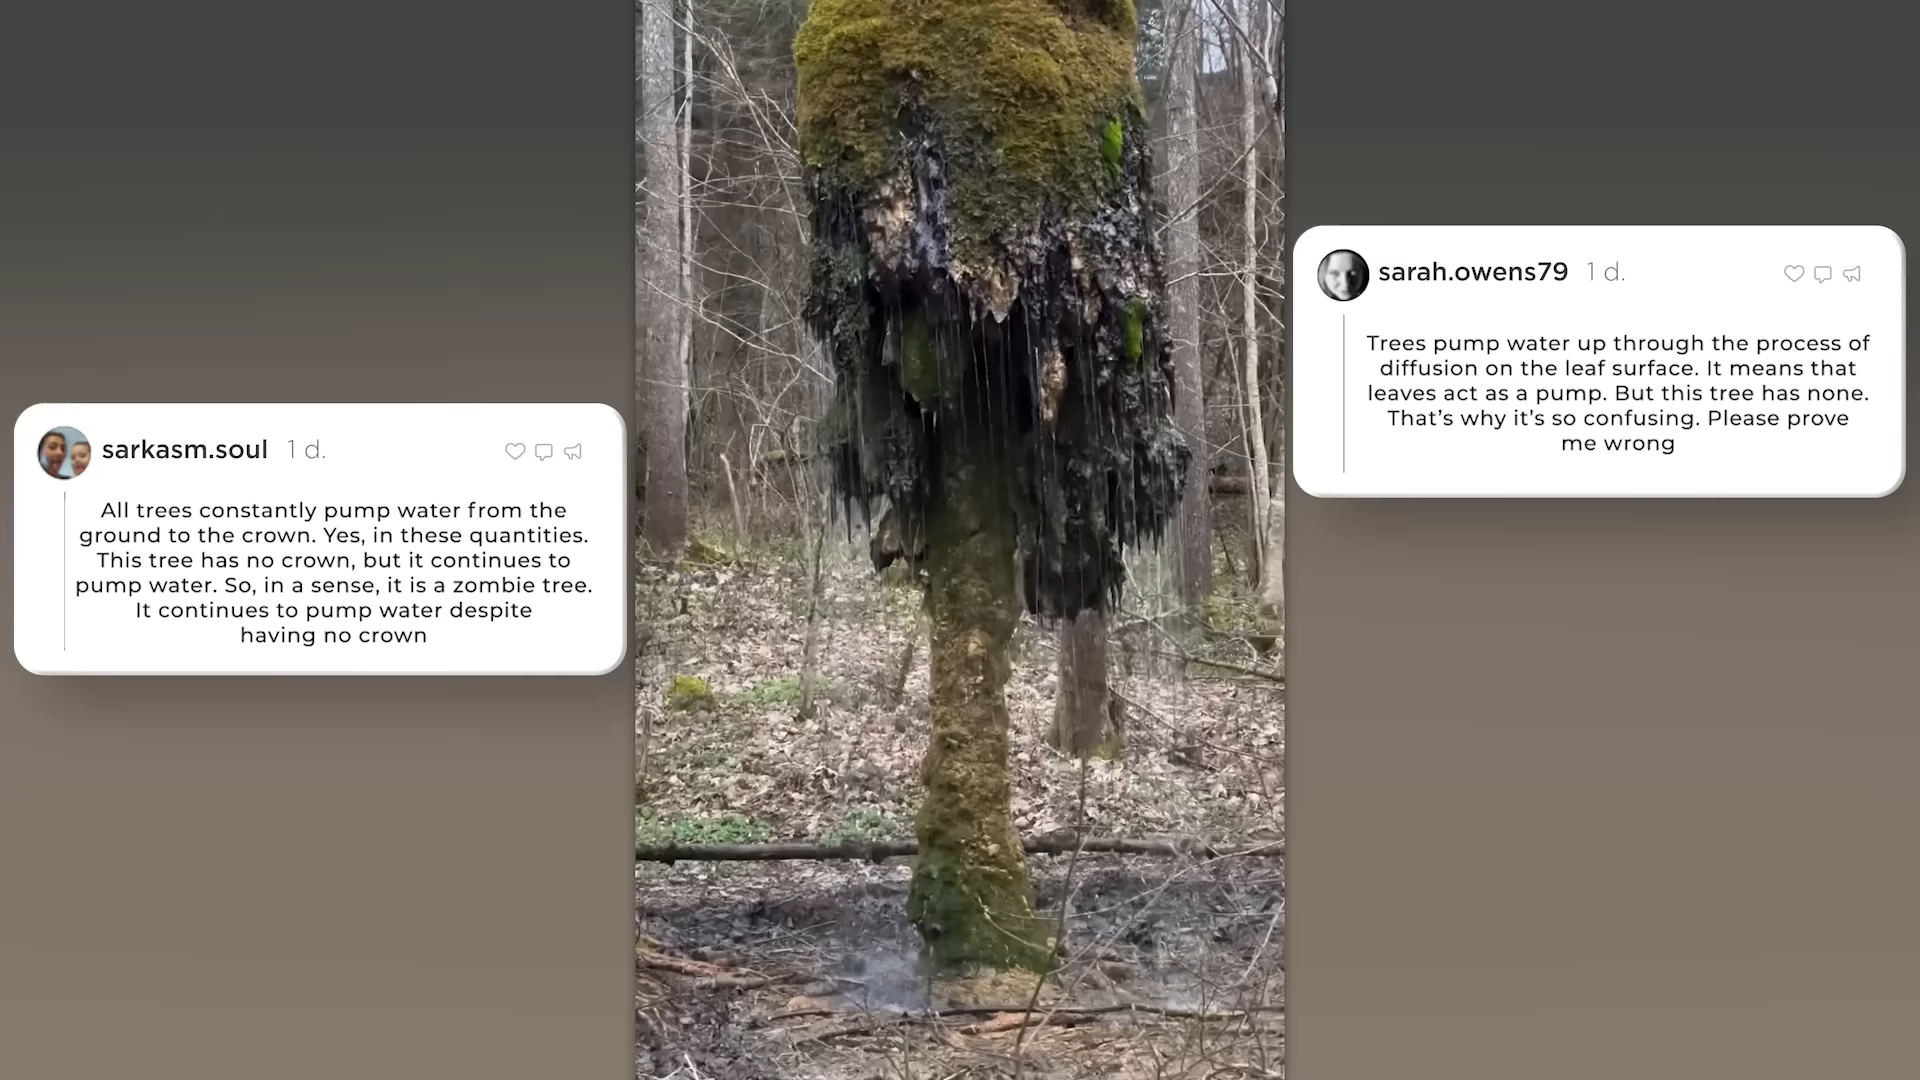 sarkasm.soul 1 d.
All trees constantly pump water from the
ground to the crown. Yes, in these quantities.
This tree has no crown, but it continues to
pump water. So, in a sense, it is a zombie tree.
It continues to pump water despite
having no crown
sarah.owens79 1 d.
Trees pump water up through the process of
diffusion on the leaf surface. It means that
leaves act as a pump. But this tree has none.
That’s why it’s so confusing. Please prove
me wrong